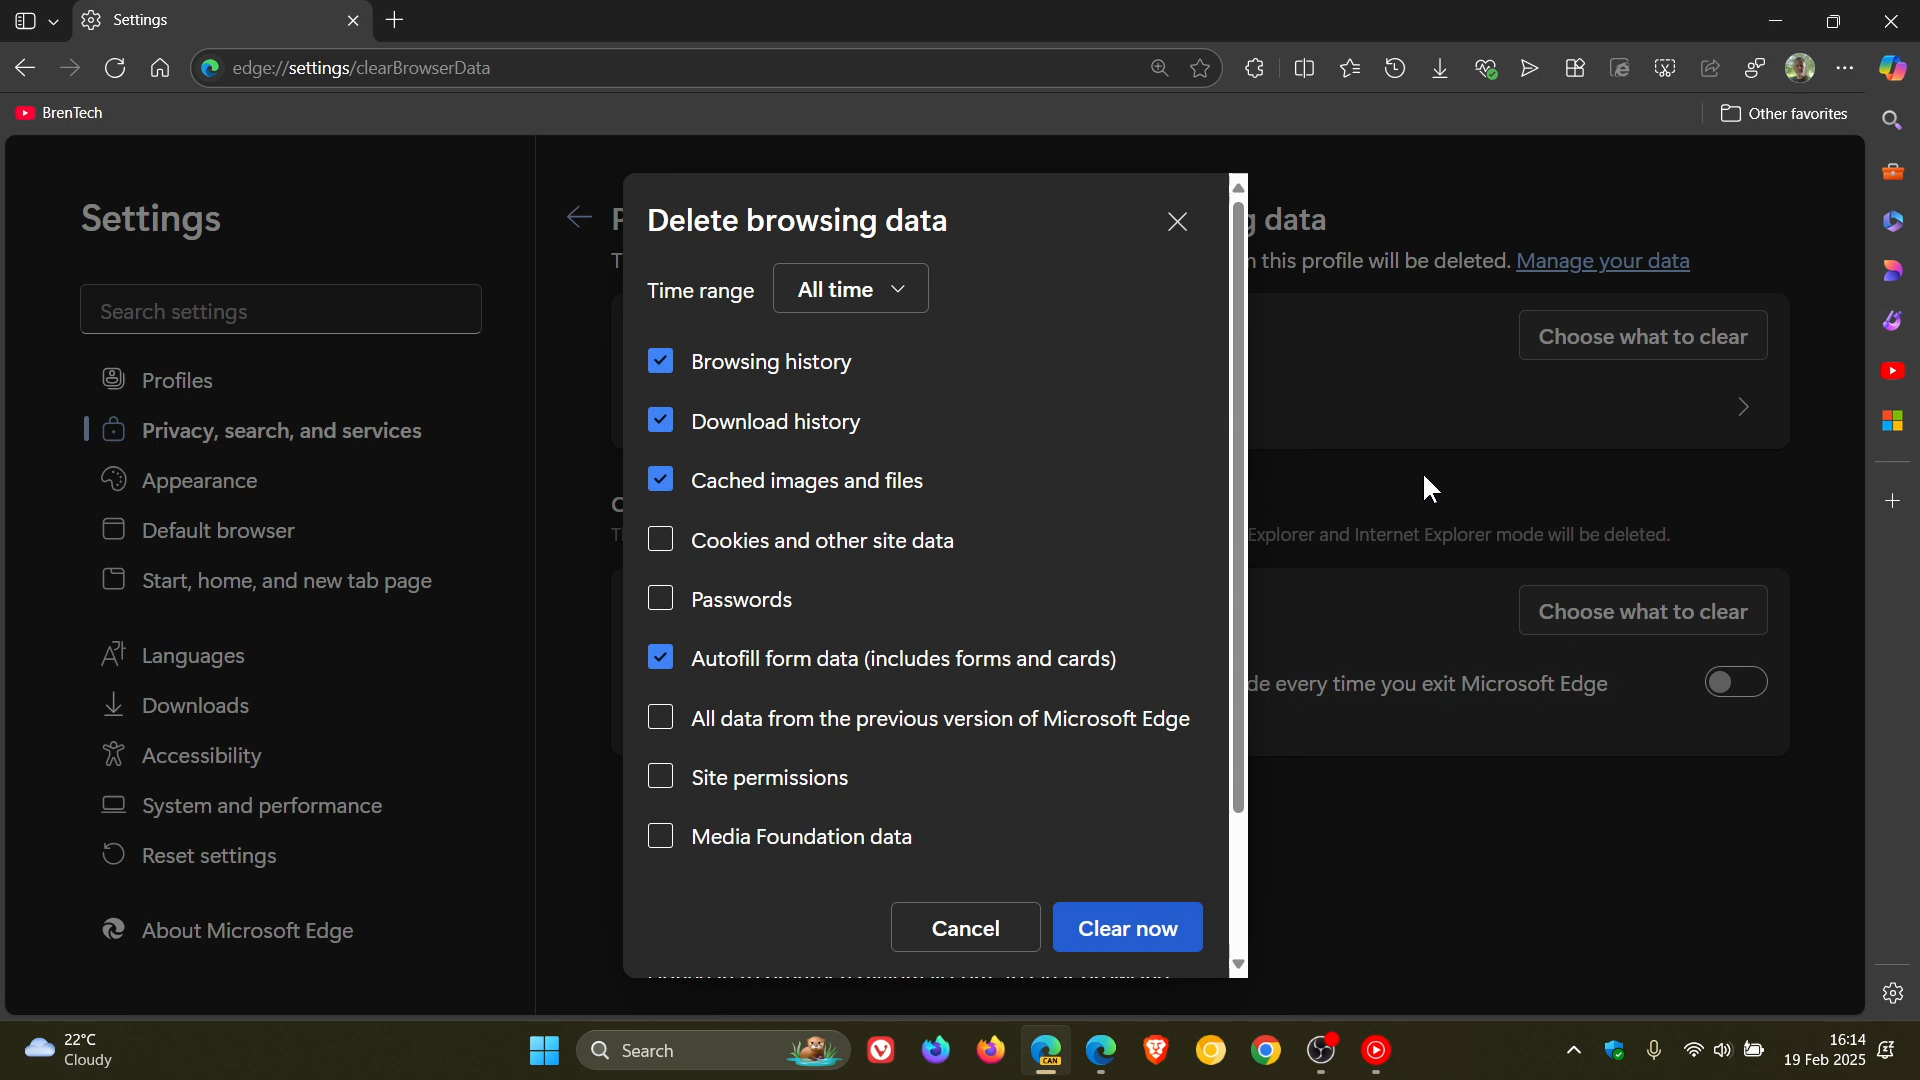 Settings
edge://settings/clearBrowserData
BrenTech
Other favorites
Settings
Search settings
Profiles
Privacy, search, and services
Appearance
Default browser
Start, home, and new tab page
Languages
Downloads
Accessibility
System and performance
Reset settings
About Microsoft Edge
g data
n this profile will be deleted. Manage your data
Choose what to clear
Explorer and Internet Explorer mode will be deleted.
Choose what to clear
de every time you exit Microsoft Edge
Delete browsing data
Time range All time
Browsing history
Download history
Cached images and files
Cookies and other site data
Passwords
Autofill form data (includes forms and cards)
All data from the previous version of Microsoft Edge
Site permissions
Media Foundation data
Cancel Clear now
22°C
Cloudy
Search
CAN
16:14
19 Feb 2025